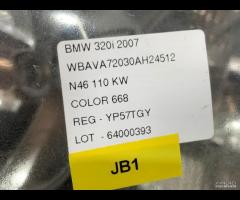 BMW 320i 2007
WBAVA72030AH24512
N46 110 KW
COLOR 668
REG - YP57TGY
LOT - 64000393
JB1